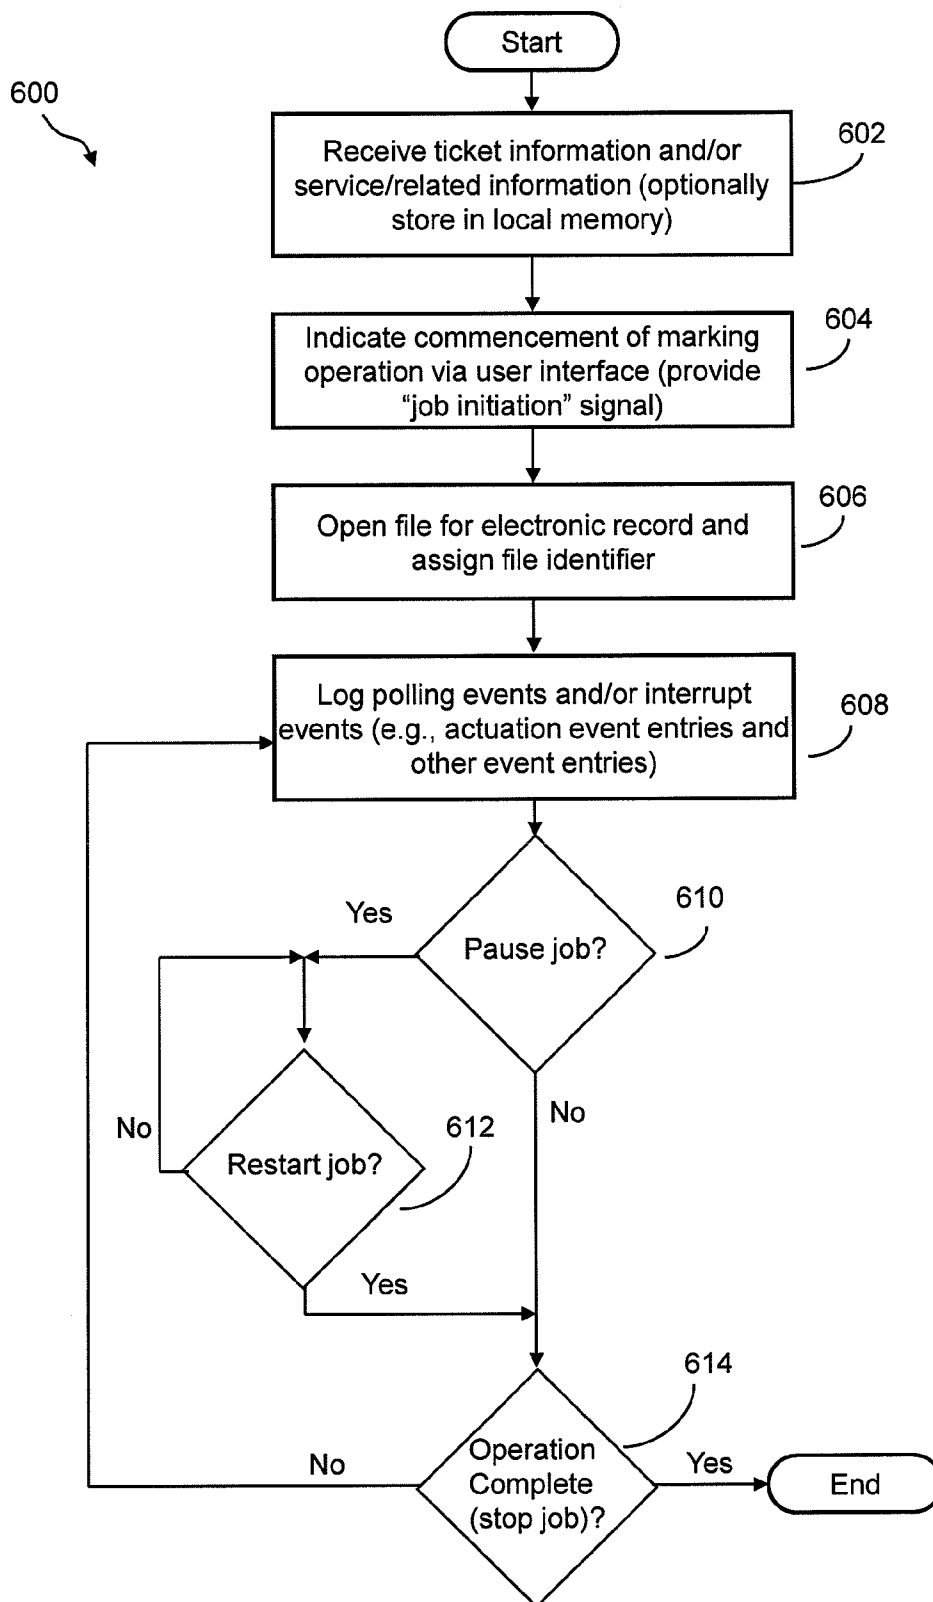 Start
600
602
Receive ticket information and/or
service/related information (optionally
store in local memory)
604
Indicate commencement of marking
operation via user interface (provide
“job initiation” signal)
606
Open file for electronic record and
assign file identifier
608
Log polling events and/or interrupt
events (e.g., actuation event entries and
other event entries)
610
Yes
Pause job?
No
No
612
Restart job?
Yes
614
Operation
Complete
(stop job)?
No
Yes
End